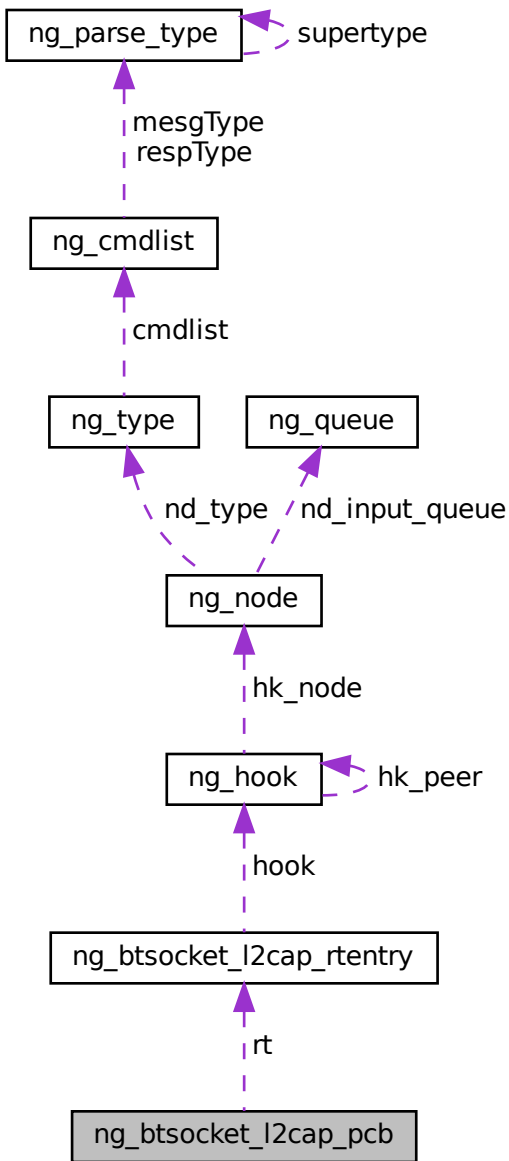 ng_parse_type
supertype
mesgType
respType
ng_cmdlist
cmdlist
ng_type
ng_queue
nd_type
nd_input_queue
ng_node
hk_node
ng_hook
hk_peer
hook
ng_btsocket_l2cap_rtentry
rt
ng_btsocket_l2cap_pcb